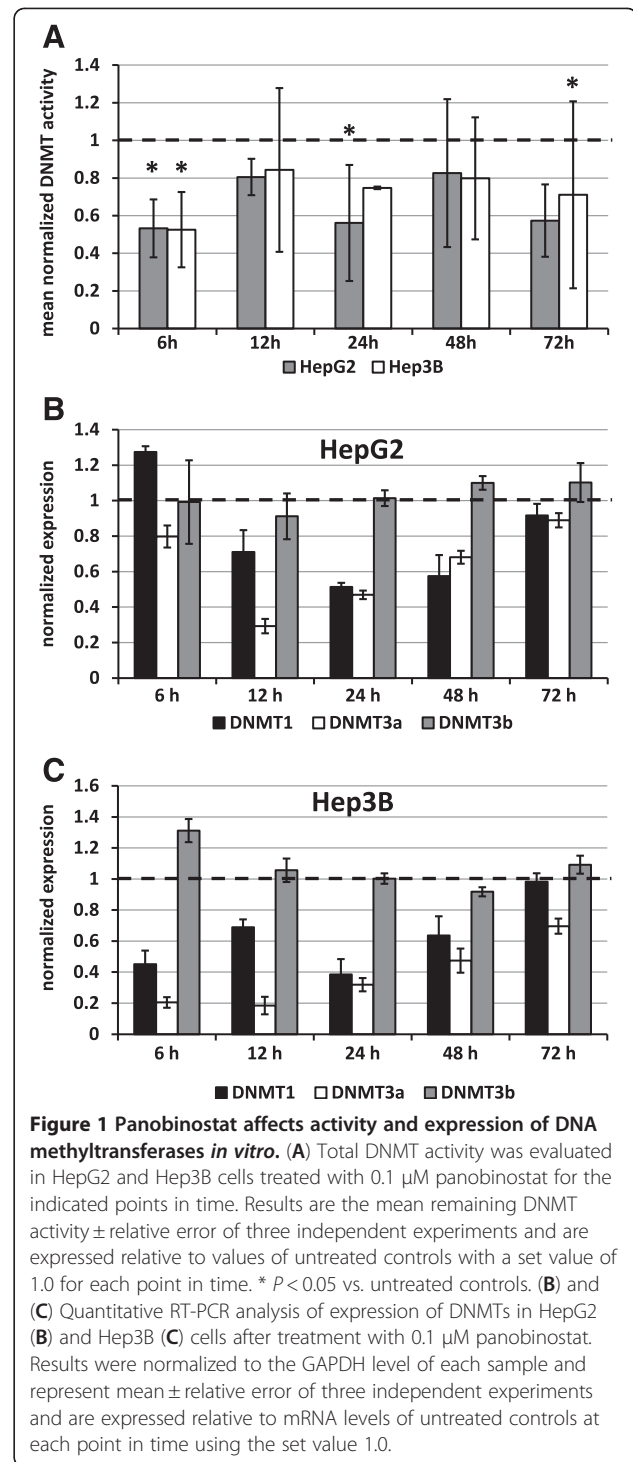 A
mean normalized DNMT activity
1.4
1.2
1
0.8
0.6
0.4
0.2
0
* * * *
6h 12h 24h 48h 72h
HepG2 Hep3B
B
HepG2
normalized expression
1.4
1.2
1
0.8
0.6
0.4
0.2
0
6 h 12 h 24 h 48 h 72 h
DNMT1 DNMT3a DNMT3b
C
Hep3B
normalized expression
1.6
1.4
1.2
1
0.8
0.6
0.4
0.2
0
6 h 12 h 24 h 48 h 72 h
DNMT1 DNMT3a DNMT3b
Figure 1 Panobinostat affects activity and expression of DNA
methyltransferases in vitro. (A) Total DNMT activity was evaluated
in HepG2 and Hep3B cells treated with 0.1 μM panobinostat for the
indicated points in time. Results are the mean remaining DNMT
activity ± relative error of three independent experiments and are
expressed relative to values of untreated controls with a set value of
1.0 for each point in time. * P < 0.05 vs. untreated controls. (B) and
(C) Quantitative RT-PCR analysis of expression of DNMTs in HepG2
(B) and Hep3B (C) cells after treatment with 0.1 μM panobinostat.
Results were normalized to the GAPDH level of each sample and
represent mean ± relative error of three independent experiments
and are expressed relative to mRNA levels of untreated controls at
each point in time using the set value 1.0.